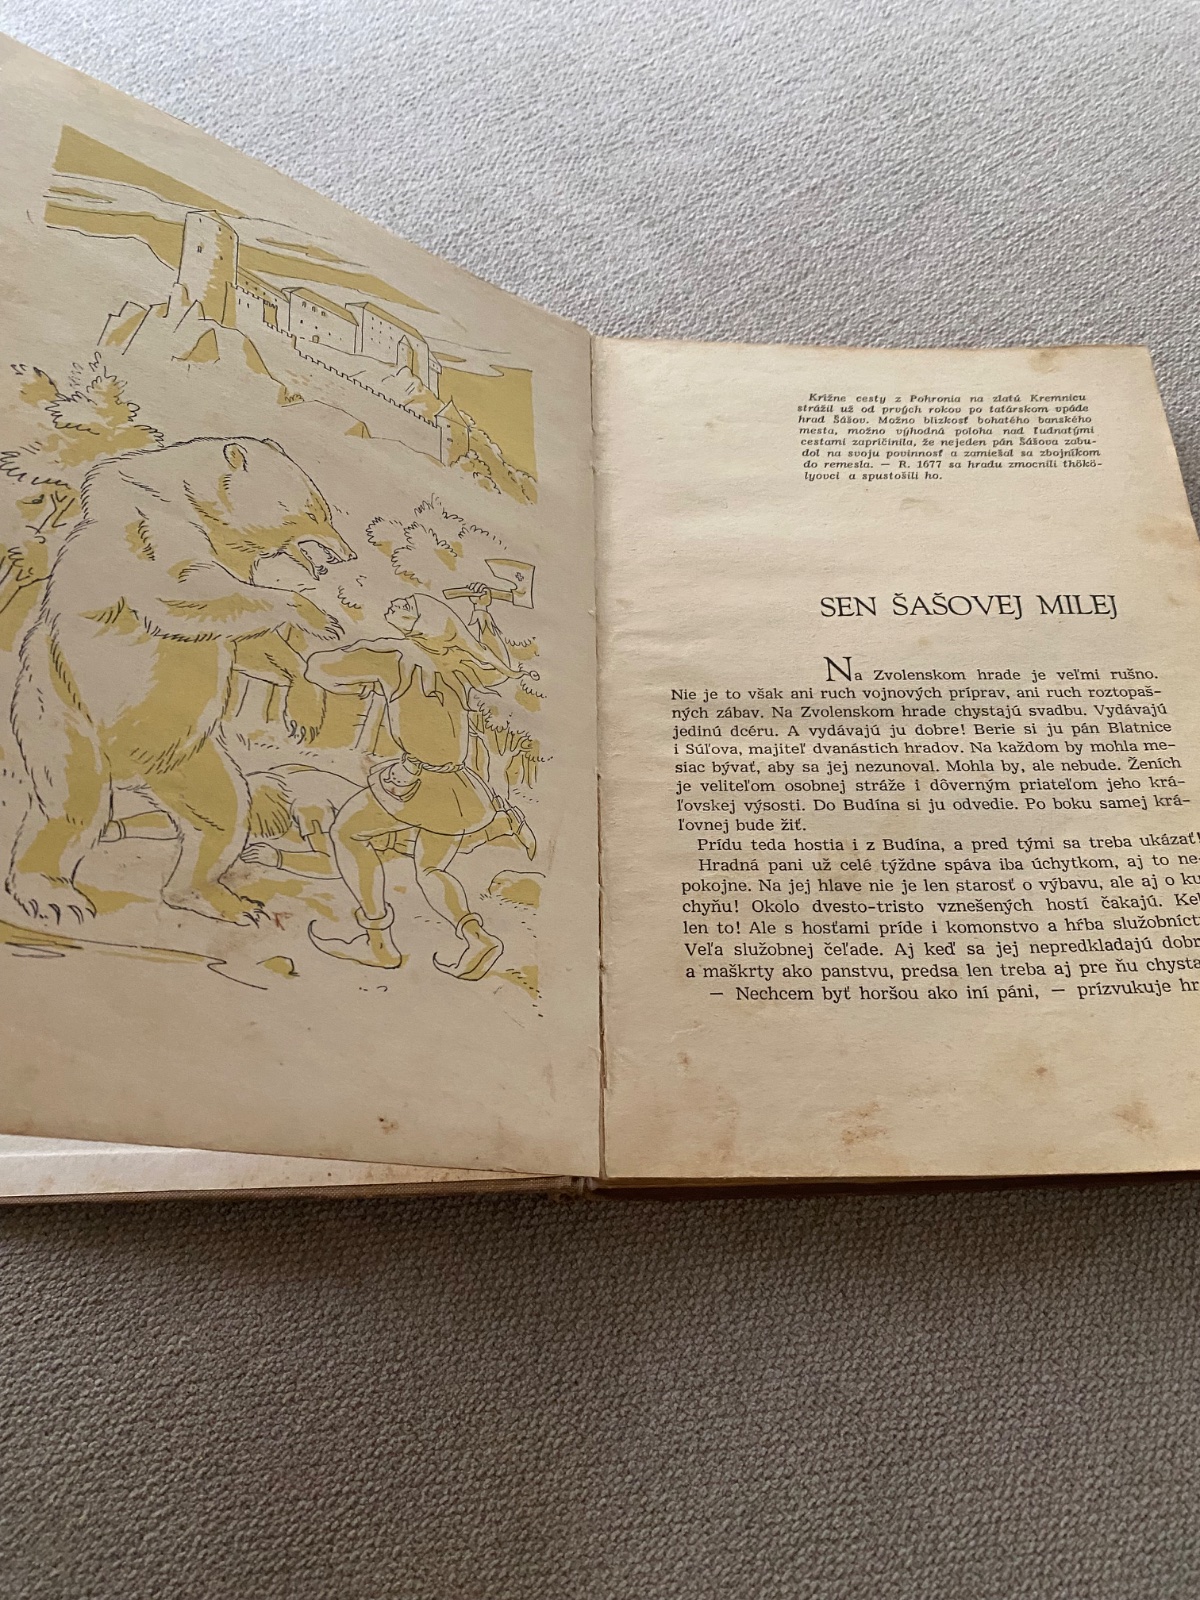 Krížne cesty z Pohronia na zlatú Kremnicu
strážil už od prvých rokov po tatárskom vpáde
hrad Šášov. Možno blízkosť bohatého banského
mesta, možno výhodná poloha nad ľudnatými
cestami zapríčinila, že nejeden pán Šášova zabu-
dol na svoju povinnosť a zamiešal sa zbojníkom
do remesla. — R. 1677 sa hradu zmocnili thökö-
lyovci a spustošili ho.
SEN ŠAŠOVEJ MILEJ
Na Zvolenskom hrade je veľmi rušno.
Nie je to však ani ruch vojnových príprav, ani ruch roztopaš-
ných zábav. Na Zvolenskom hrade chystajú svadbu. Vydávajú
jedinú dcéru. A vydávajú ju dobre! Berie si ju pán Blatnice
i Súľova, majiteľ dvanástich hradov. Na každom by mohla me-
siac bývať, aby sa jej nezunoval. Mohla by, ale nebude. Ženích
je veliteľom osobnej stráže i dôverným priateľom jeho krá-
ľovskej výsosti. Do Budína si ju odvedie. Po boku samej krá-
ľovnej bude žiť.
Prídu teda hostia i z Budína, a pred tými sa treba ukázať!
Hradná pani už celé týždne spáva iba úchytkom, aj to ne-
pokojne. Na jej hlave nie je len starosť o výbavu, ale aj o ku
chyňu! Okolo dvesto-tristo vznešených hostí čakajú. Keb
len to! Ale s hosťami príde i komonstvo a hŕba služobníct
Veľa služobnej čeľade. Aj keď sa jej nepredkladajú dobr
a maškrty ako panstvu, predsa len treba aj pre ňu chysta
— Nechcem byť horšou ako iní páni, — prízvukuje hr